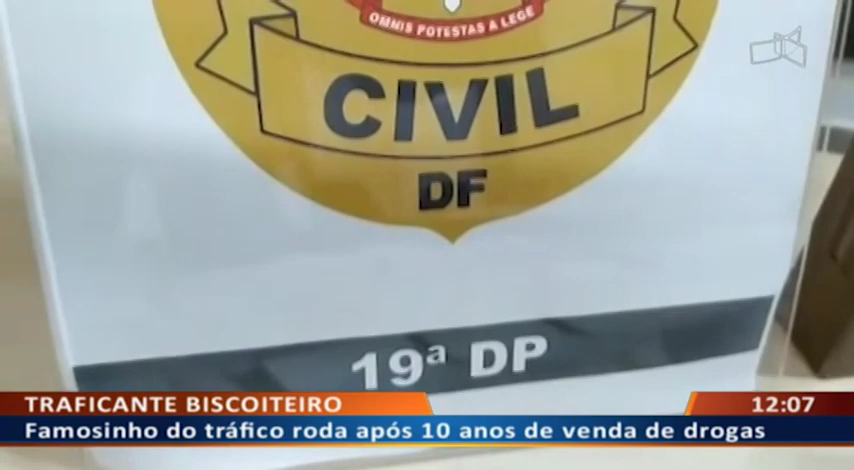 OMNIS POTESTAS A LEGE
CIVIL
DF
19ª DP
TRAFICANTE BISCOITEIRO
12:07
Famosinho do tráfico roda após 10 anos de venda de drogas